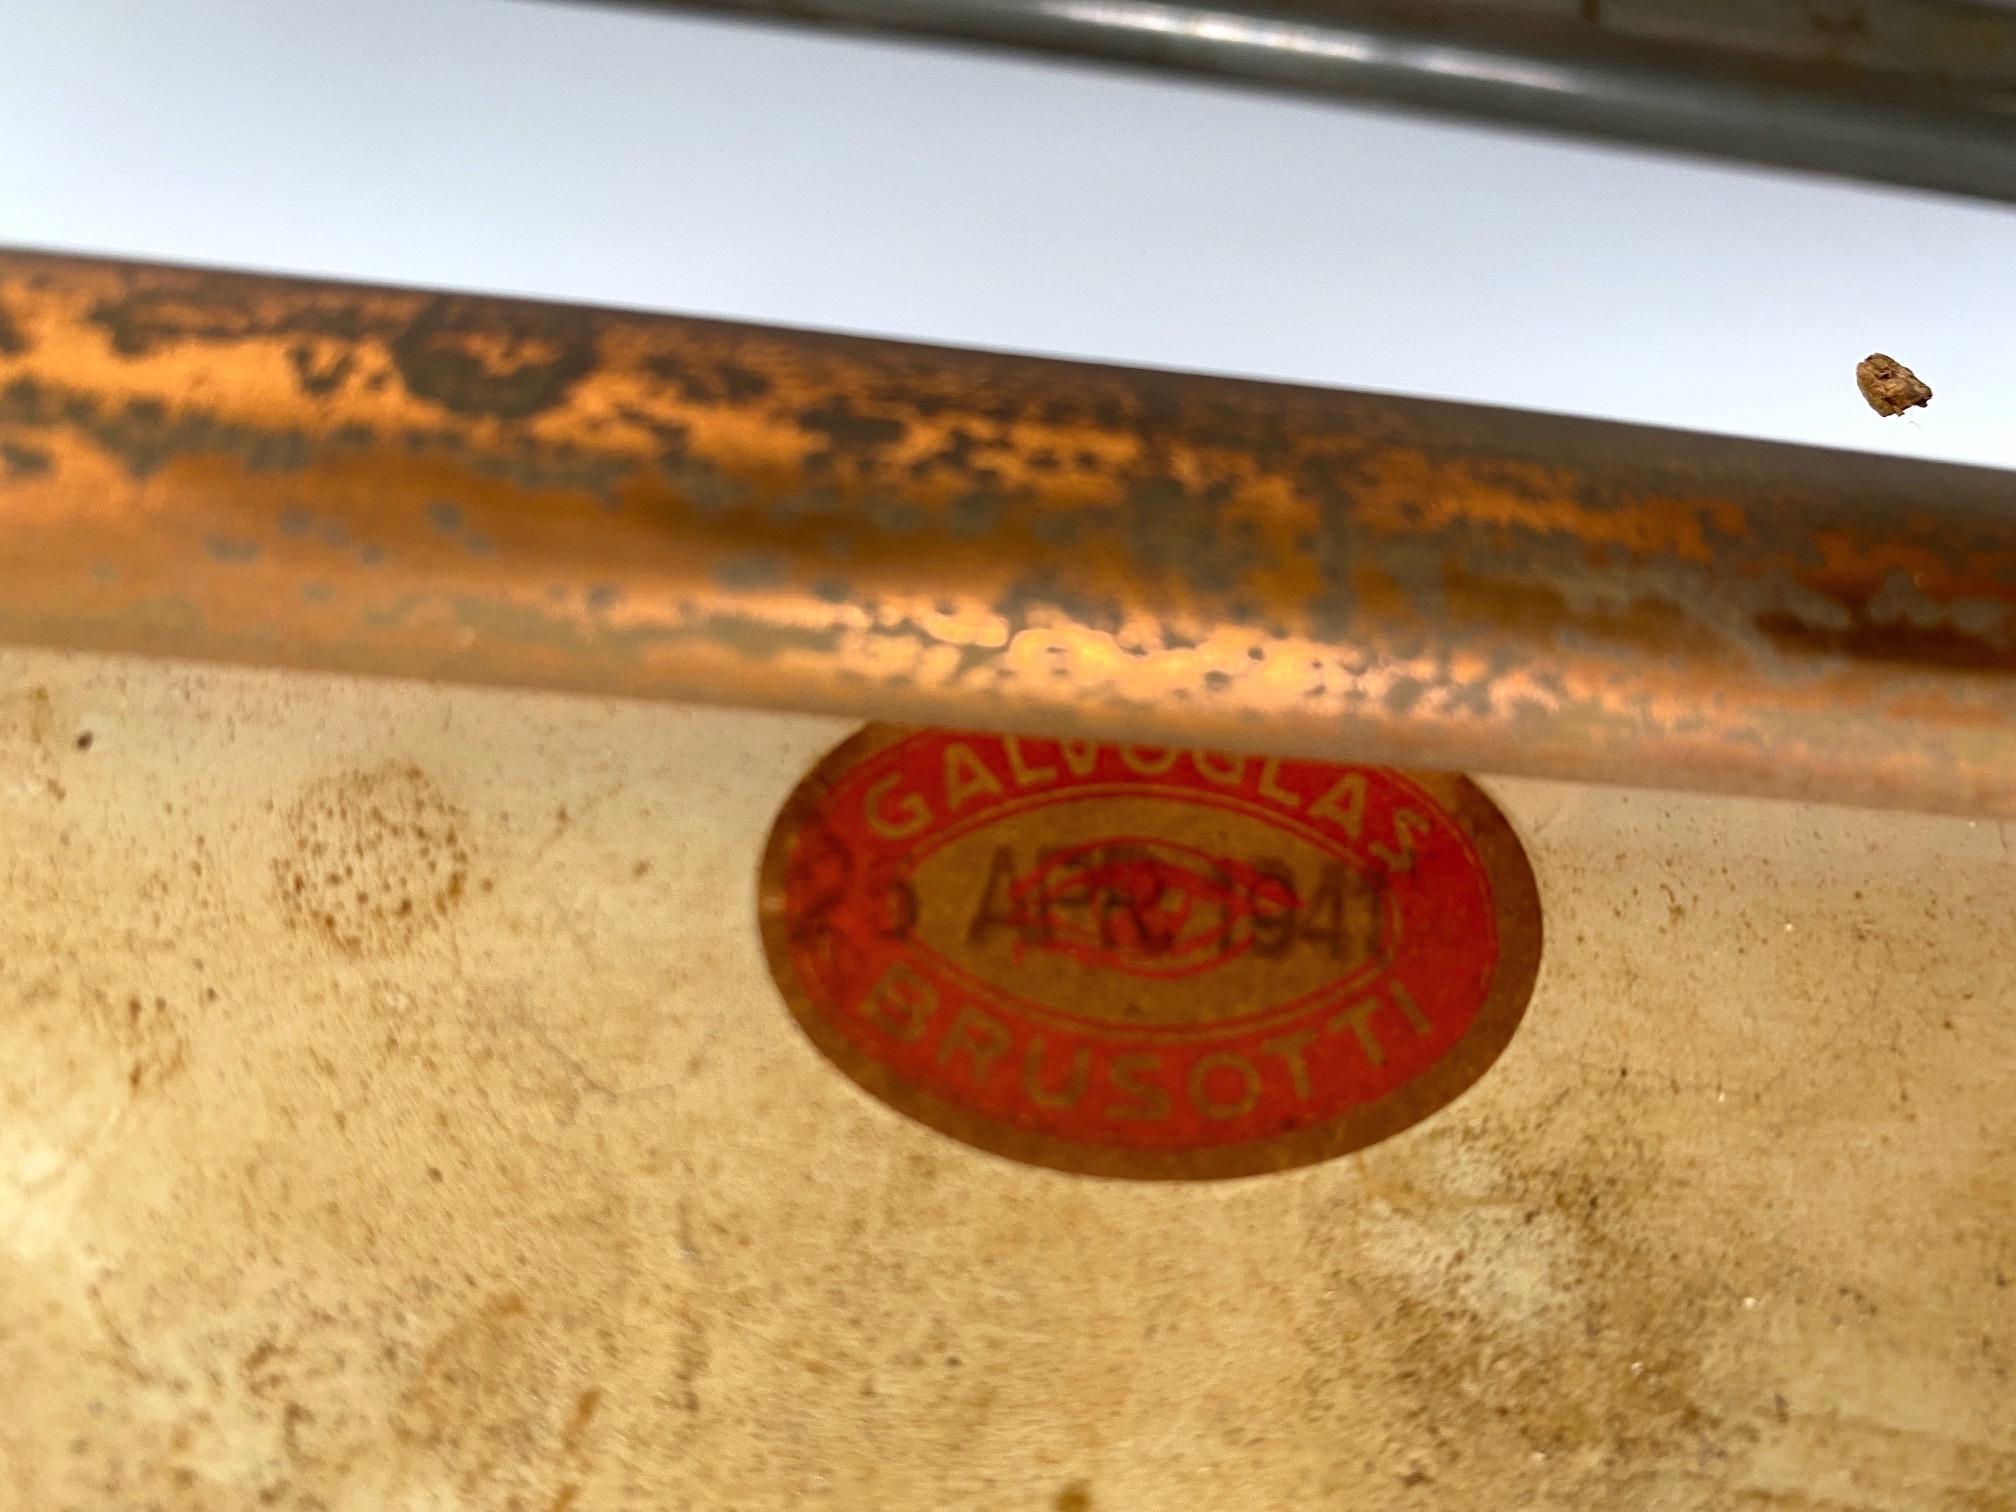 GALVOGLAS
APR. 1941
BRUSOTTI